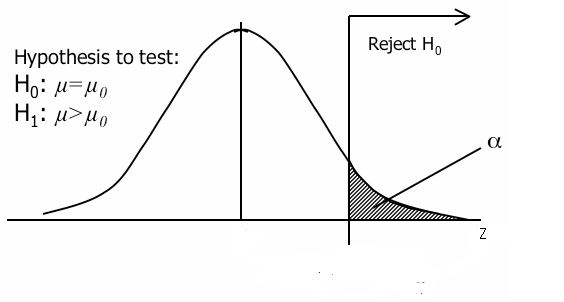 Hypothesis to test:
H₀: μ=μ₀
H₁: μ>μ₀
Reject H₀
α
Z